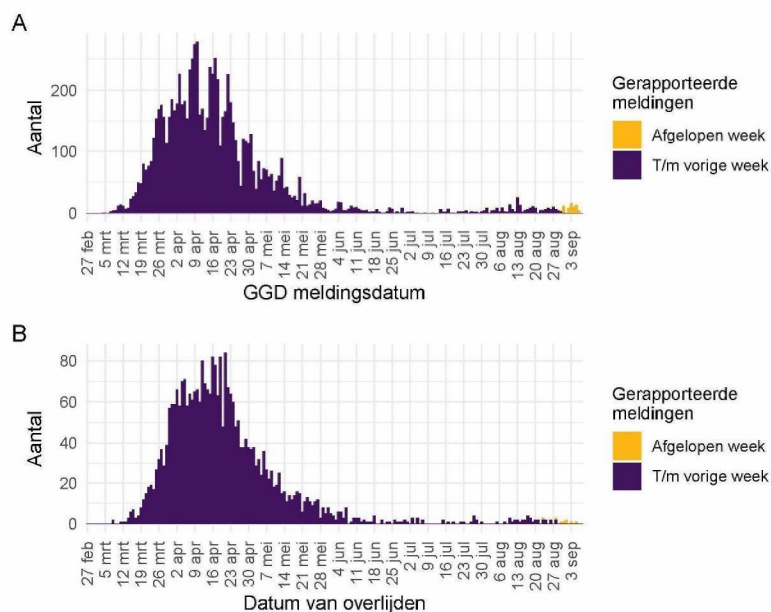 A
Aantal
200
100
0
27 feb
5 mrt
12 mrt
19 mrt
26 mrt
2 apr
9 apr
16 apr
23 apr
30 apr
7 mei
14 mei
21 mei
28 mei
4 jun
11 jun
18 jun
25 jun
2 jul
9 jul
16 jul
23 jul
30 jul
6 aug
13 aug
20 aug
27 aug
3 sep
GGD meldingsdatum
Gerapporteerde
meldingen
Afgelopen week
T/m vorige week
B
Aantal
80
60
40
20
0
27 feb
5 mrt
12 mrt
19 mrt
26 mrt
2 apr
9 apr
16 apr
23 apr
30 apr
7 mei
14 mei
21 mei
28 mei
4 jun
11 jun
18 jun
25 jun
2 jul
9 jul
16 jul
23 jul
30 jul
6 aug
13 aug
20 aug
27 aug
3 sep
Datum van overlijden
Gerapporteerde
meldingen
Afgelopen week
T/m vorige week